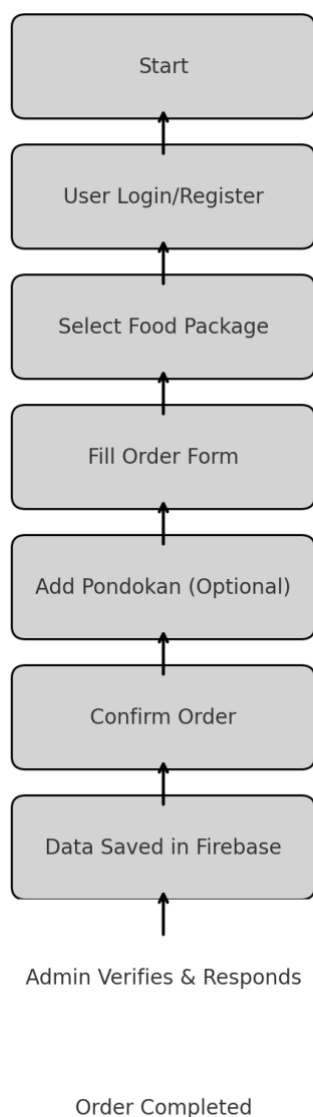 Start
User Login/Register
Select Food Package
Fill Order Form
Add Pondokan (Optional)
Confirm Order
Data Saved in Firebase
Admin Verifies & Responds
Order Completed